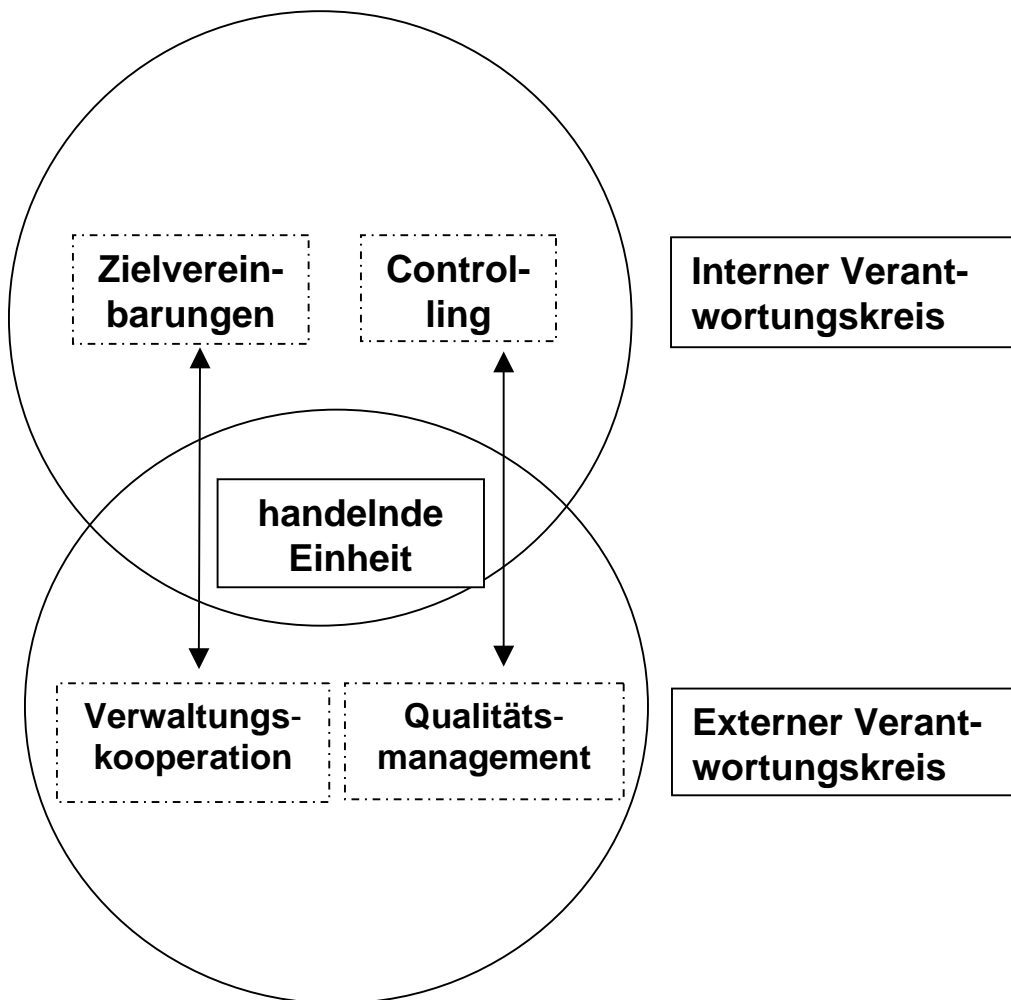 Zielverein-
barungen
Control-
ling
Interner Verant-
wortungskreis
handelnde
Einheit
Verwaltungs-
kooperation
Qualitäts-
management
Externer Verant-
wortungskreis